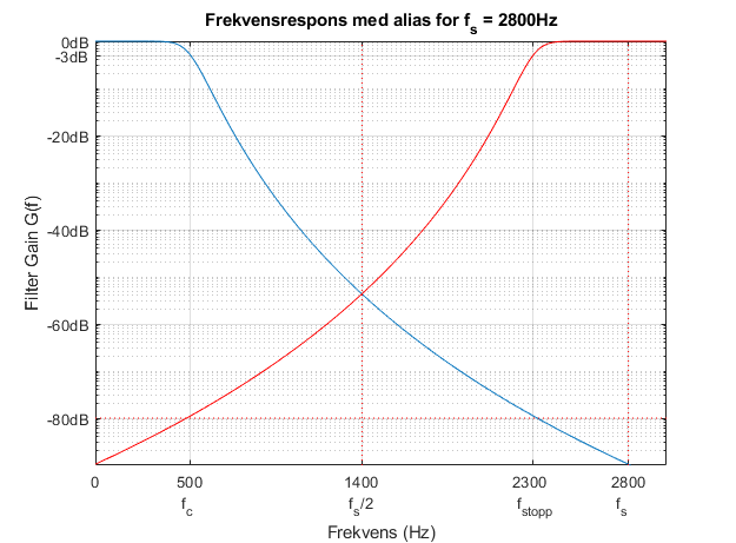 Frekvensrespons med alias for fs = 2800Hz
0dB
-3dB
-20dB
-40dB
-60dB
-80dB
Filter Gain G(f)
0 500 1400 2300 2800
fc fs/2 fstopp fs
Frekvens (Hz)